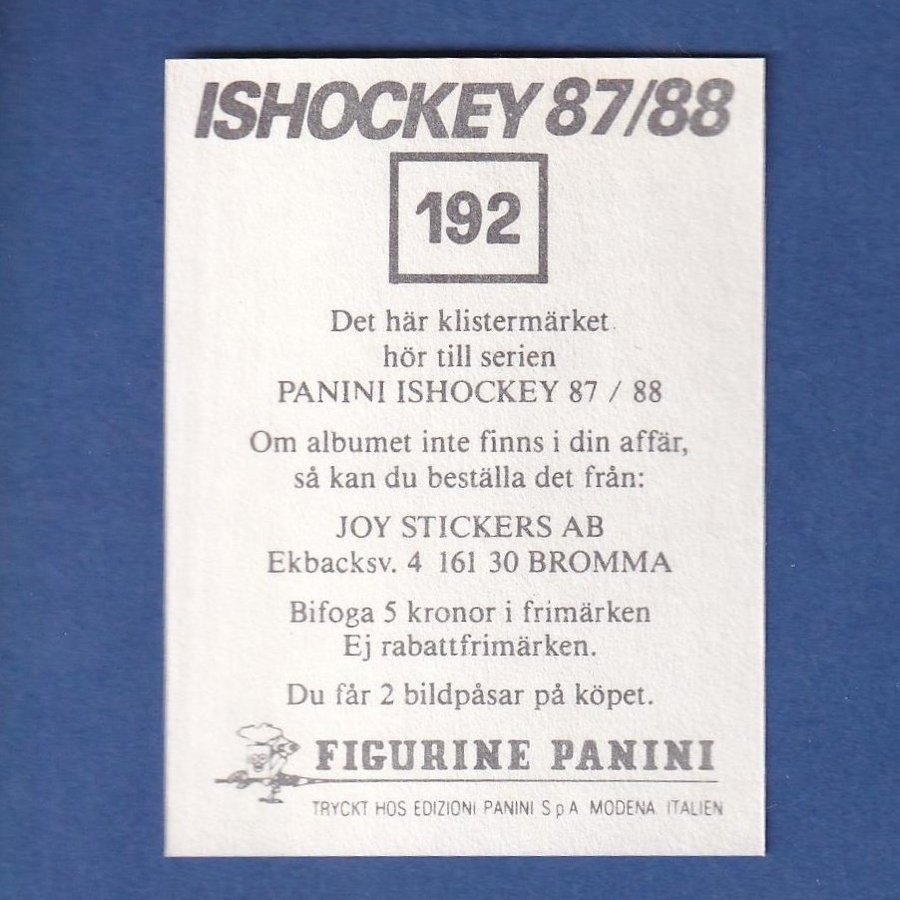 ISHOCKEY 87/88
192
Det här klistermärket
hör till serien
PANINI ISHOCKEY 87 / 88
Om albumet inte finns i din affär,
så kan du beställa det från:
JOY STICKERS AB
Ekbacksv. 4 161 30 BROMMA
Bifoga 5 kronor i frimärken
Ej rabattfrimärken.
Du får 2 bildpåsar på köpet.
FIGURINE PANINI
TRYCKT HOS EDIZIONI PANINI S p A MODENA ITALIEN